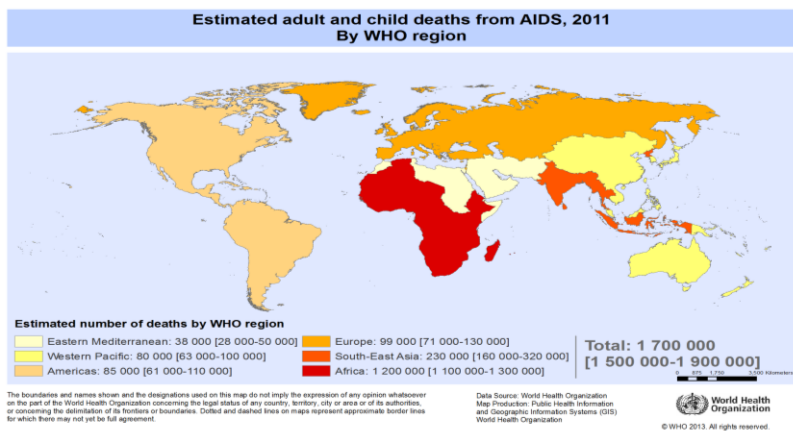 Estimated adult and child deaths from AIDS, 2011
By WHO region
Estimated number of deaths by WHO region
Eastern Mediterranean: 38 000 [28 000-50 000]
Western Pacific: 80 000 [63 000-100 000]
Americas: 85 000 [61 000-110 000]
Europe: 99 000 [71 000-130 000]
South-East Asia: 230 000 [160 000-320 000]
Africa: 1 200 000 [1 100 000-1 300 000]
Total: 1 700 000
[1 500 000-1 900 000]
0 875 1,750 3,500 Kilometers
The boundaries and names shown and the designations used on this map do not imply the expression of any opinion whatsoever
on the part of the World Health Organization concerning the legal status of any country, territory, city or area or of its authorities,
or concerning the delimitation of its frontiers or boundaries. Dotted and dashed lines on maps represent approximate border lines
for which there may not yet be full agreement.
Data Source: World Health Organization
Map Production: Public Health Information
and Geographic Information Systems (GIS)
World Health Organization
World Health
Organization
© WHO 2013. All rights reserved.